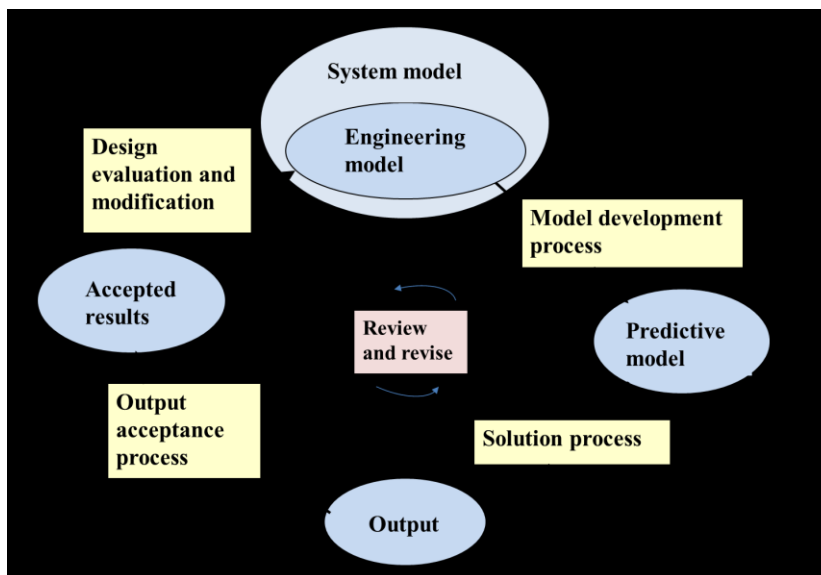 System model
Engineering
model
Design
evaluation and
modification
Model development
process
Accepted
results
Review
and revise
Predictive
model
Output
acceptance
process
Solution process
Output